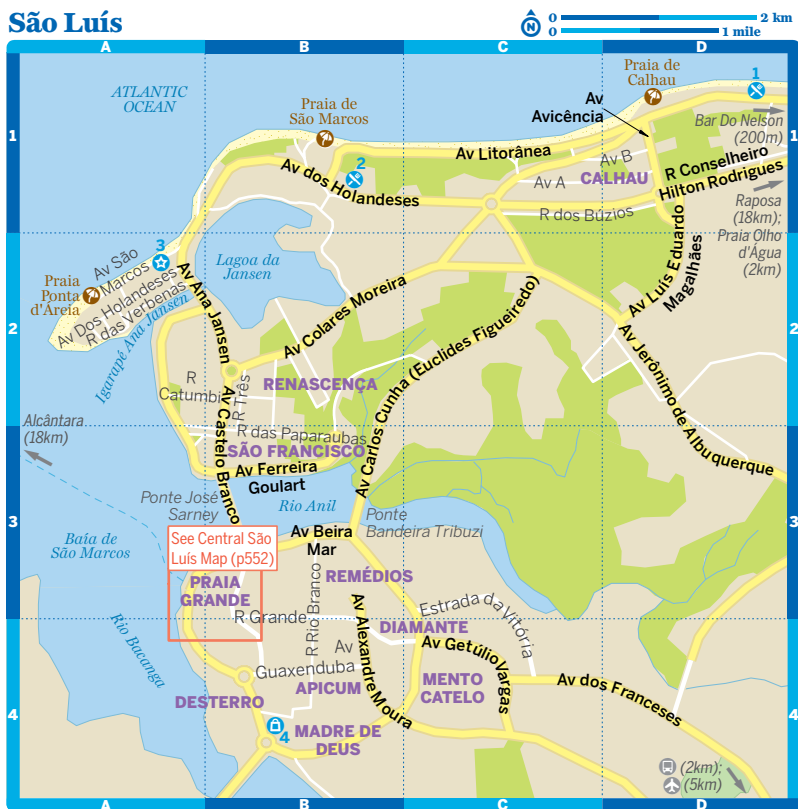 São Luís
N
0
2 km
0
1 mile
A
B
C
D
1
ATLANTIC
OCEAN
Praia de
São Marcos
Praia de
Calhau
1
Av
Avicência
Bar Do Nelson
(200m)
1
2
Av Litorânea
Av dos Holandeses
Av B
Av A
CALHAU
R Conselheiro
Hilton Rodrigues
R dos Búzios
Raposa
(18km);
Praia Olho
d'Água
(2km)
2
3
Av São
Marcos
Av Dos Holandeses
R das Verbenas
Praia
Ponta
d'Áreia
Igarapé Ana Jansen
Lagoa da
Jansen
Av Ana Jansen
Av Colares Moreira
Av Carlos Cunha (Euclides Figueiredo)
Av Luis Eduardo
Magalhães
Av Jerônimo de Albuquerque
2
R
Catumbi
R Três
RENASCENÇA
Av Castelo Branco
R das Paparaubas
SÃO FRANCISCO
Av Ferreira
Goulart
Alcântara
(18km)
3
Ponte José
Sarney
Rio Anil
Ponte
Bandeira Tribuzi
Av Beira
Mar
3
Baía de
São Marcos
See Central São
Luís Map (p552)
PRAIA
GRANDE
REMÉDIOS
R Grande
R Rio Branco
Av Alexandre Moura
Estrada da Vitória
DIAMANTE
Av Getúlio Vargas
Rio Bacanga
4
Av
Guaxenduba
APICUM
MENTO
CATELO
Av dos Franceses
DESTERRO
4
MADRE DE
DEUS
4
(2km);
(5km)
A
B
C
D